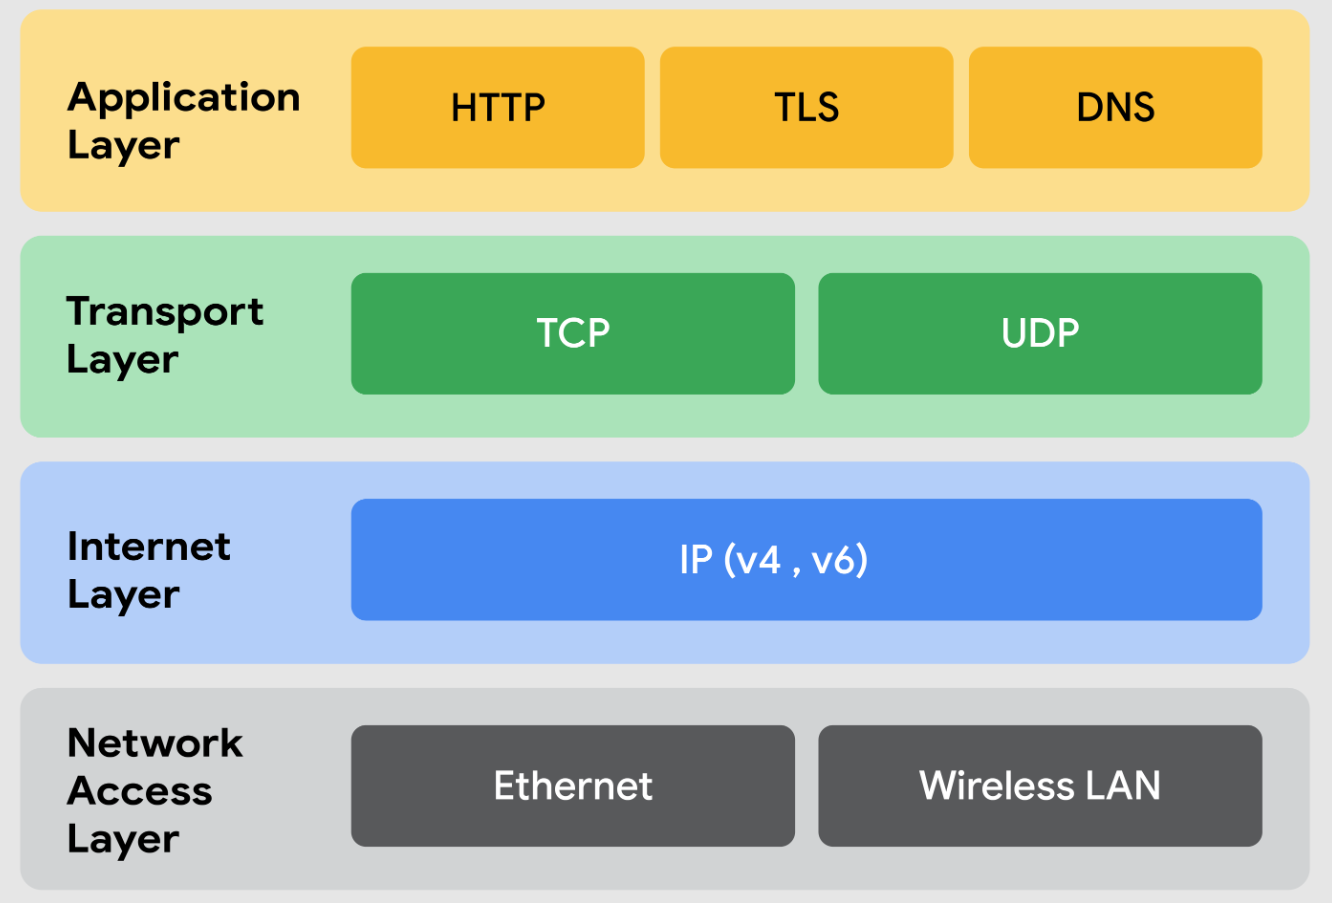 Application
Layer
HTTP
TLS
DNS
Transport
Layer
TCP
UDP
Internet
Layer
IP (v4 , v6)
Network
Access
Layer
Ethernet
Wireless LAN